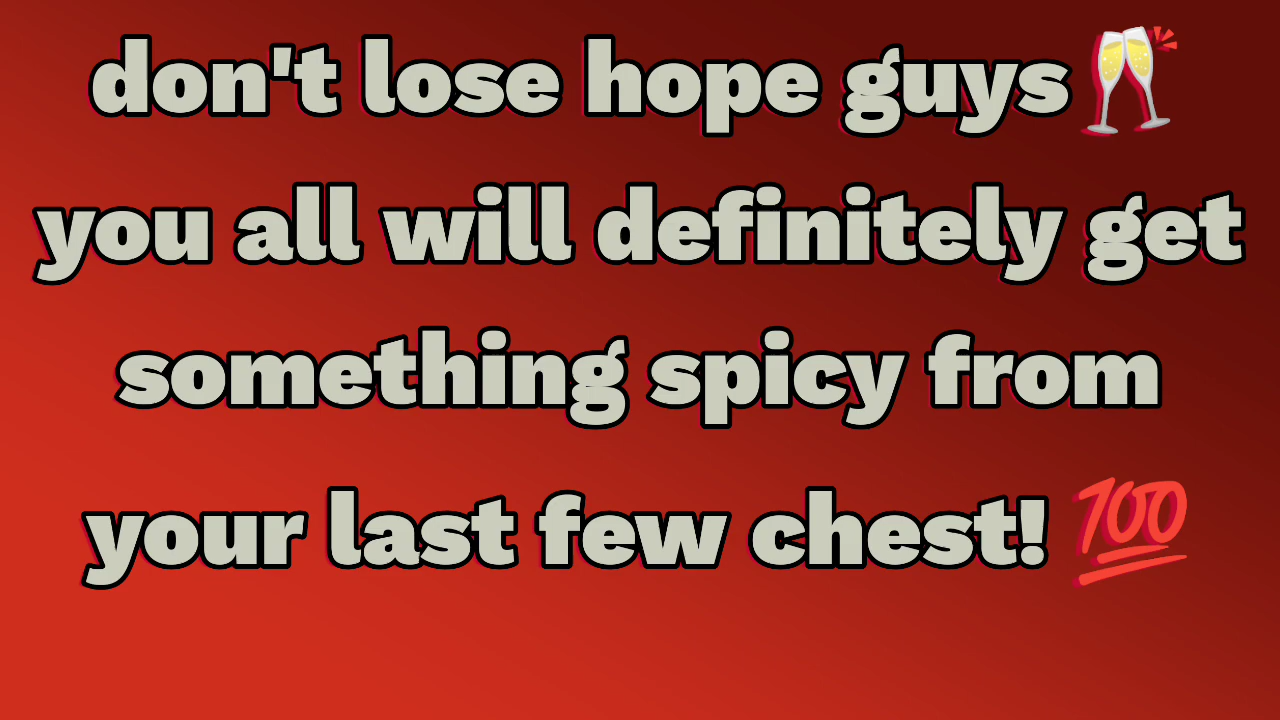 don't lose hope guys 🥂
you all will definitely get
something spicy from
your last few chest! 💯